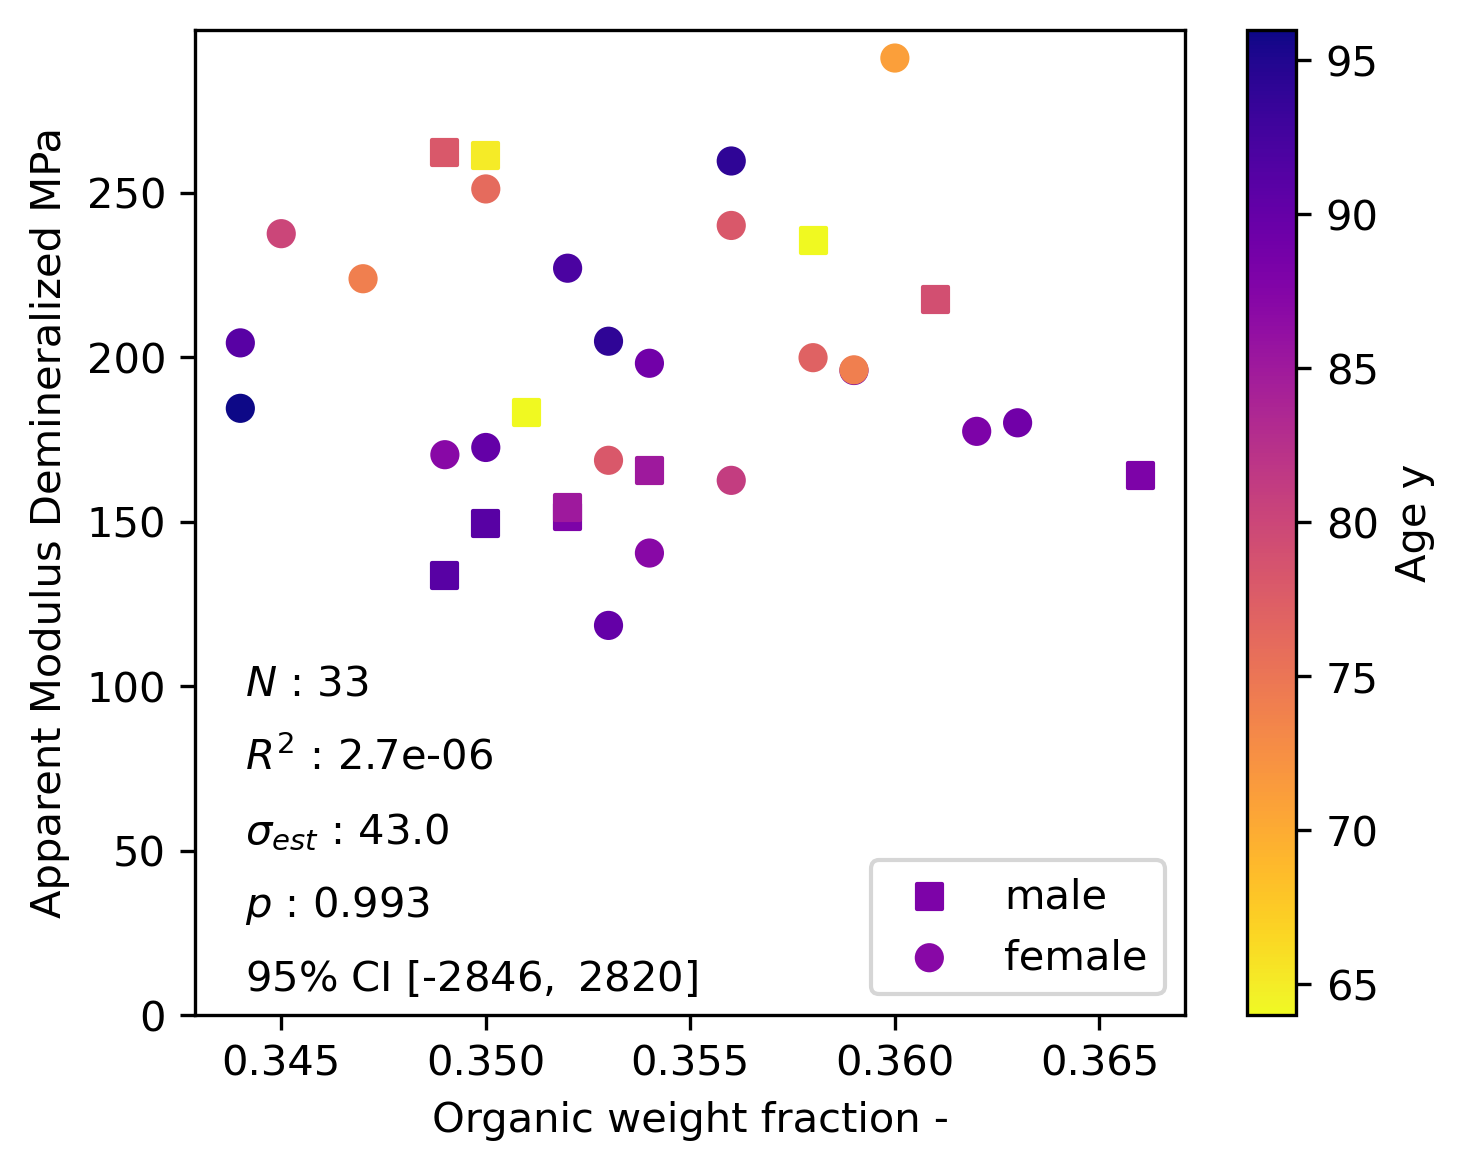 Apparent Modulus Demineralized MPa
250
200
150
100
50
0
N : 33
R² : 2.7e-06
σest : 43.0
p : 0.993
95% CI [-2846, 2820]
male
female
0.345 0.350 0.355 0.360 0.365
Organic weight fraction -
95
90
85
80
75
70
65
Age y